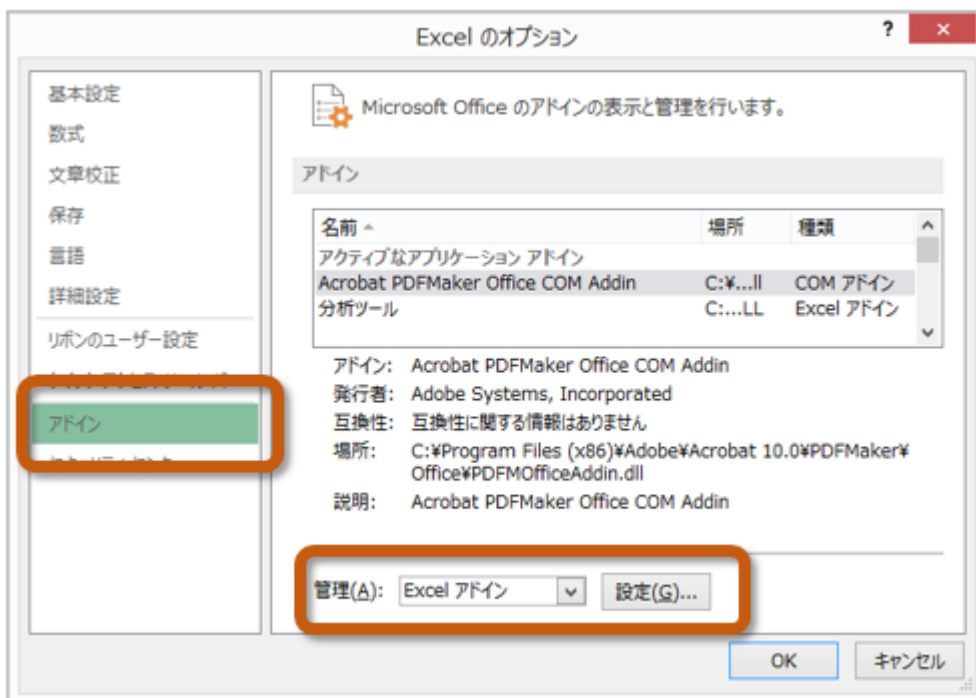 Excel のオプション
?
基本設定
数式
文章校正
保存
言語
詳細設定
リボンのユーザー設定
アドイン
Microsoft Office のアドインの表示と管理を行います。
アドイン
名前 場所 種類
アクティブなアプリケーション アドイン
Acrobat PDFMaker Office COM Addin C:¥...ll COM アドイン
分析ツール C:...LL Excel アドイン
アドイン: Acrobat PDFMaker Office COM Addin
発行者: Adobe Systems, Incorporated
互換性: 互換性に関する情報はありません
場所: C:¥Program Files (x86)¥Adobe¥Acrobat 10.0¥PDFMaker¥
Office¥PDFMOfficeAddin.dll
説明: Acrobat PDFMaker Office COM Addin
管理(A): Excel アドイン 設定(G)...
OK キャンセル